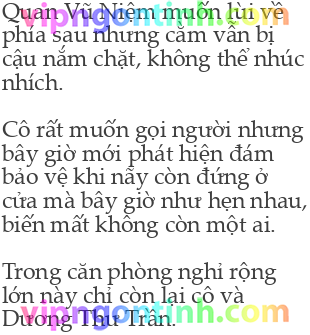 Quan Vũ Niệm muốn lùi về
phía sau nhưng cằm vẫn bị
cậu nắm chặt, không thể nhúc
nhích.
Cô rất muốn gọi người nhưng
bây giờ mới phát hiện đám
bảo vệ khi nãy còn đứng ở
cửa mà bây giờ như hẹn nhau,
biến mất không còn một ai.
Trong căn phòng nghỉ rộng
lớn này chỉ còn lại cô và
Dương Thư Trần.
vipngontinh.com
vipngontinh.com